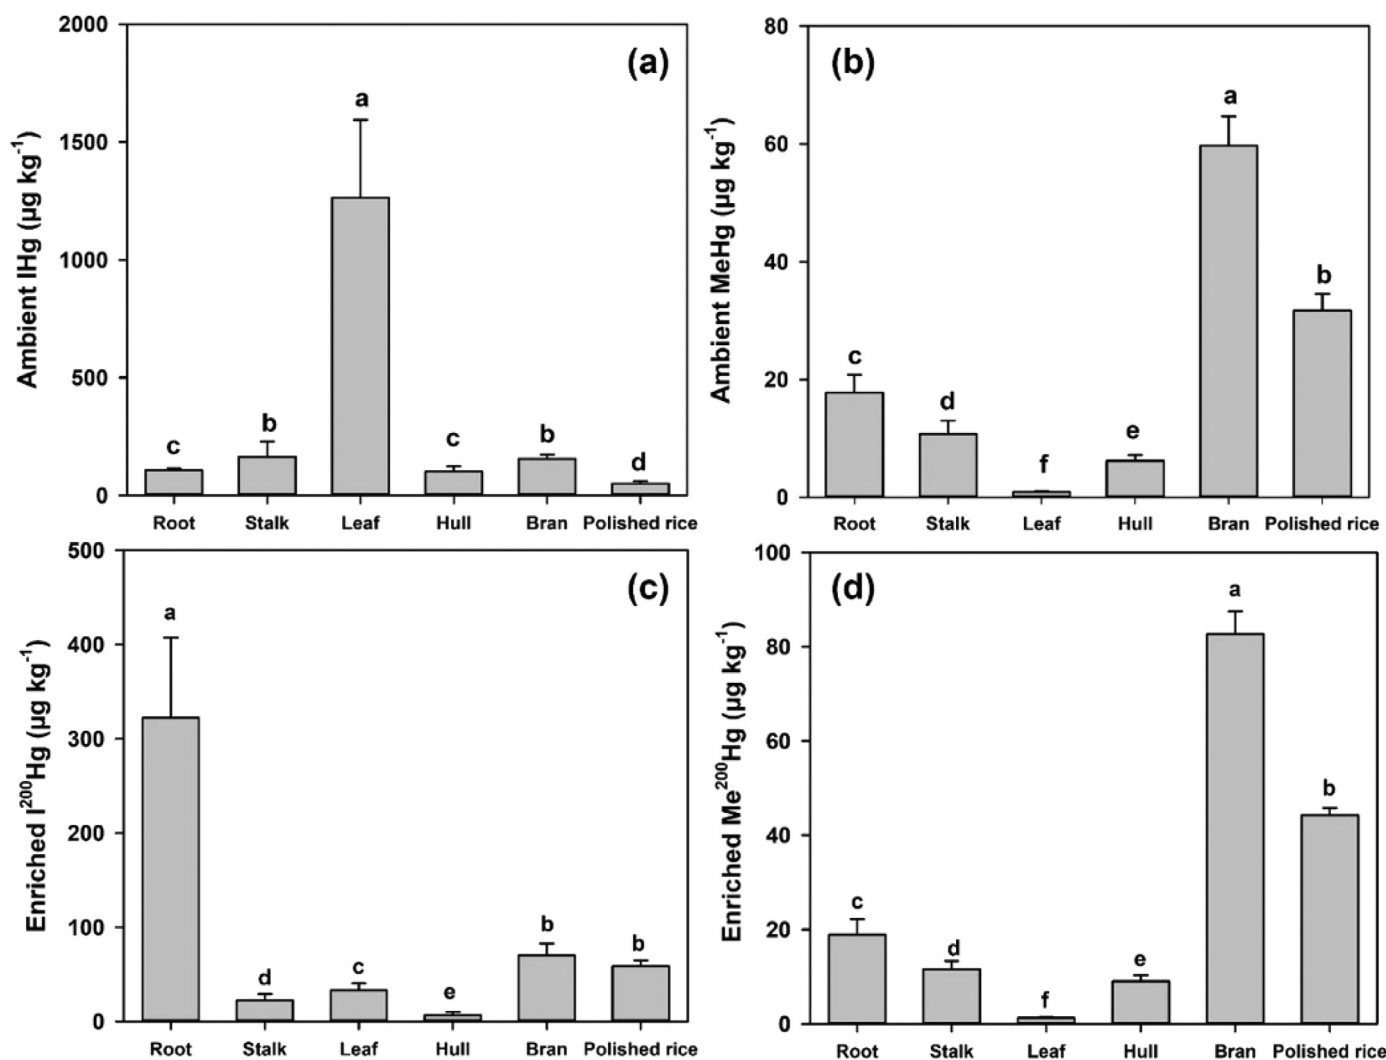 2000
1500
1000
500
0
Ambient IHg (µg kg⁻¹)
(a)
c
b
a
c
b
d
Root Stalk Leaf Hull Bran Polished rice
80
60
40
20
0
Ambient MeHg (µg kg⁻¹)
(b)
c
d
f
e
a
b
Root Stalk Leaf Hull Bran Polished rice
500
400
300
200
100
0
Enriched I²⁰⁰Hg (µg kg⁻¹)
(c)
a
d
c
e
b
b
Root Stalk Leaf Hull Bran Polished rice
100
80
60
40
20
0
Enriched Me²⁰⁰Hg (µg kg⁻¹)
(d)
c
d
f
e
a
b
Root Stalk Leaf Hull Bran Polished rice